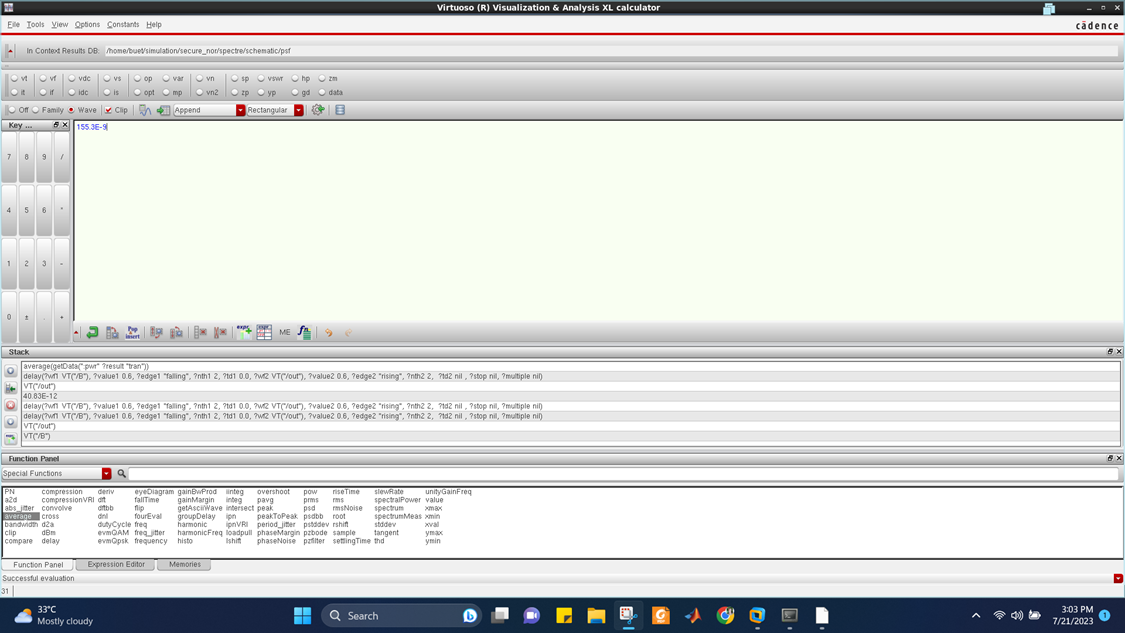 Virtuoso (R) Visualization & Analysis XL calculator
File Tools View Options Constants Help
cādence
In Context Results DB: /home/buet/simulation/secure_nor/spectre/schematic/psf
vt vf vdc vs op var vn sp vswr hp zm
it if idc is opt mp vn2 zp yp gd data
Off Family Wave Clip Append Rectangular
Key ...
155.3E-9
7 8 9 /
4 5 6 *
1 2 3 -
0 ± . +
Pop Insert expr expr ME fn
Stack
average(getData(":pwr" ?result "tran"))
delay(?wf1 VT("/B"), ?value1 0.6, ?edge1 "falling", ?nth1 2, ?td1 0.0, ?wf2 VT("/out"), ?value2 0.6, ?edge2 "rising", ?nth2 2, ?td2 nil , ?stop nil, ?multiple nil)
VT("/out")
40.63E-12
delay(?wf1 VT("/B"), ?value1 0.6, ?edge1 "falling", ?nth1 2, ?td1 0.0, ?wf2 VT("/out"), ?value2 0.6, ?edge2 "rising", ?nth2 2, ?td2 nil , ?stop nil, ?multiple nil)
delay(?wf1 VT("/B"), ?value1 0.6, ?edge1 "falling", ?nth1 2, ?td1 0.0, ?wf2 VT("/out"), ?value2 0.6, ?edge2 "rising", ?nth2 2, ?td2 nil , ?stop nil, ?multiple nil)
VT("/out")
VT("/B")
Function Panel
Special Functions
PN compression deriv eyeDiagram gainBwProd iinteg overshoot pow riseTime slewRate unityGainFreq
a2d compressionVRI dft fallTime gainMargin integ pavg prms rms spectralPower value
abs_jitter convolve dftbb flip getAsciiWave intersect peak psd rmsNoise spectrum xmax
average cross dnl fourEval groupDelay ipn peakToPeak psdbb root spectrumMeas xmin
bandwidth d2a dutyCycle freq harmonic ipnVRI period_jitter pstddev rshift stddev xval
clip dBm evmQAM freq_jitter harmonicFreq loadpull phaseMargin pzbode sample tangent ymax
compare delay evmQpsk frequency histo lshift phaseNoise pzfilter settlingTime thd ymin
Function Panel Expression Editor Memories
Successful evaluation
31
33°C
Mostly cloudy
Search
3:03 PM
7/21/2023
1